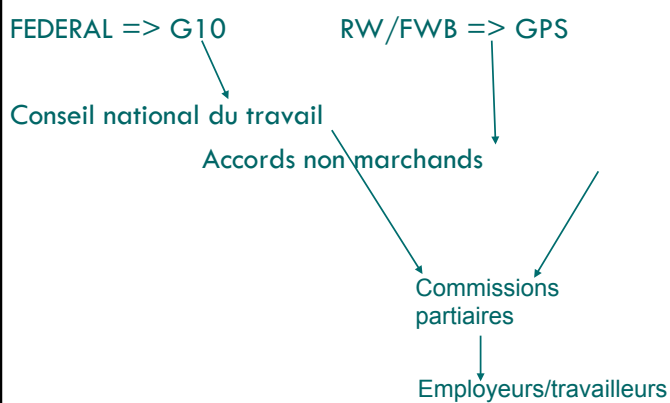 FEDERAL => G10
RW/FWB => GPS
Conseil national du travail
Accords non marchands
Commissions
partiaires
Employeurs/travailleurs